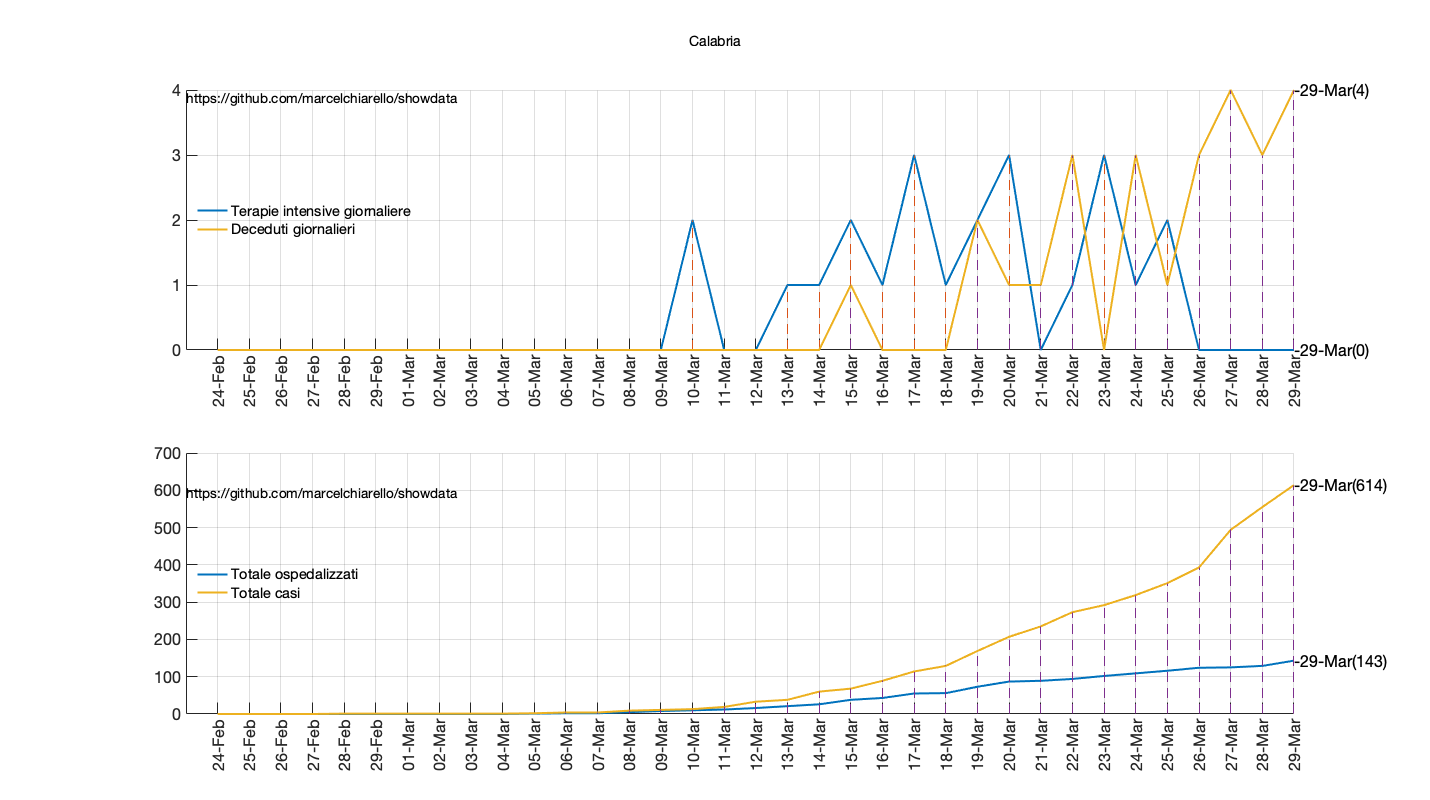 Calabria
4
https://github.com/marcelchiarello/showdata
-29-Mar(4)
3
Terapie intensive giornaliere
2
Deceduti giornalieri
1
0
-29-Mar(0)
24-Feb
25-Feb
26-Feb
27-Feb
28-Feb
29-Feb
01-Mar
02-Mar
03-Mar
04-Mar
05-Mar
06-Mar
07-Mar
08-Mar
09-Mar
10-Mar
11-Mar
12-Mar
13-Mar
14-Mar
15-Mar
16-Mar
17-Mar
18-Mar
19-Mar
20-Mar
21-Mar
22-Mar
23-Mar
24-Mar
25-Mar
26-Mar
27-Mar
28-Mar
29-Mar
700
-29-Mar(614)
600
https://github.com/marcelchiarello/showdata
500
400
Totale ospedalizzati
Totale casi
300
200
100
-29-Mar(143)
0
24-Feb
25-Feb
26-Feb
27-Feb
28-Feb
29-Feb
01-Mar
02-Mar
03-Mar
04-Mar
05-Mar
06-Mar
07-Mar
08-Mar
09-Mar
10-Mar
11-Mar
12-Mar
13-Mar
14-Mar
15-Mar
16-Mar
17-Mar
18-Mar
19-Mar
20-Mar
21-Mar
22-Mar
23-Mar
24-Mar
25-Mar
26-Mar
27-Mar
28-Mar
29-Mar